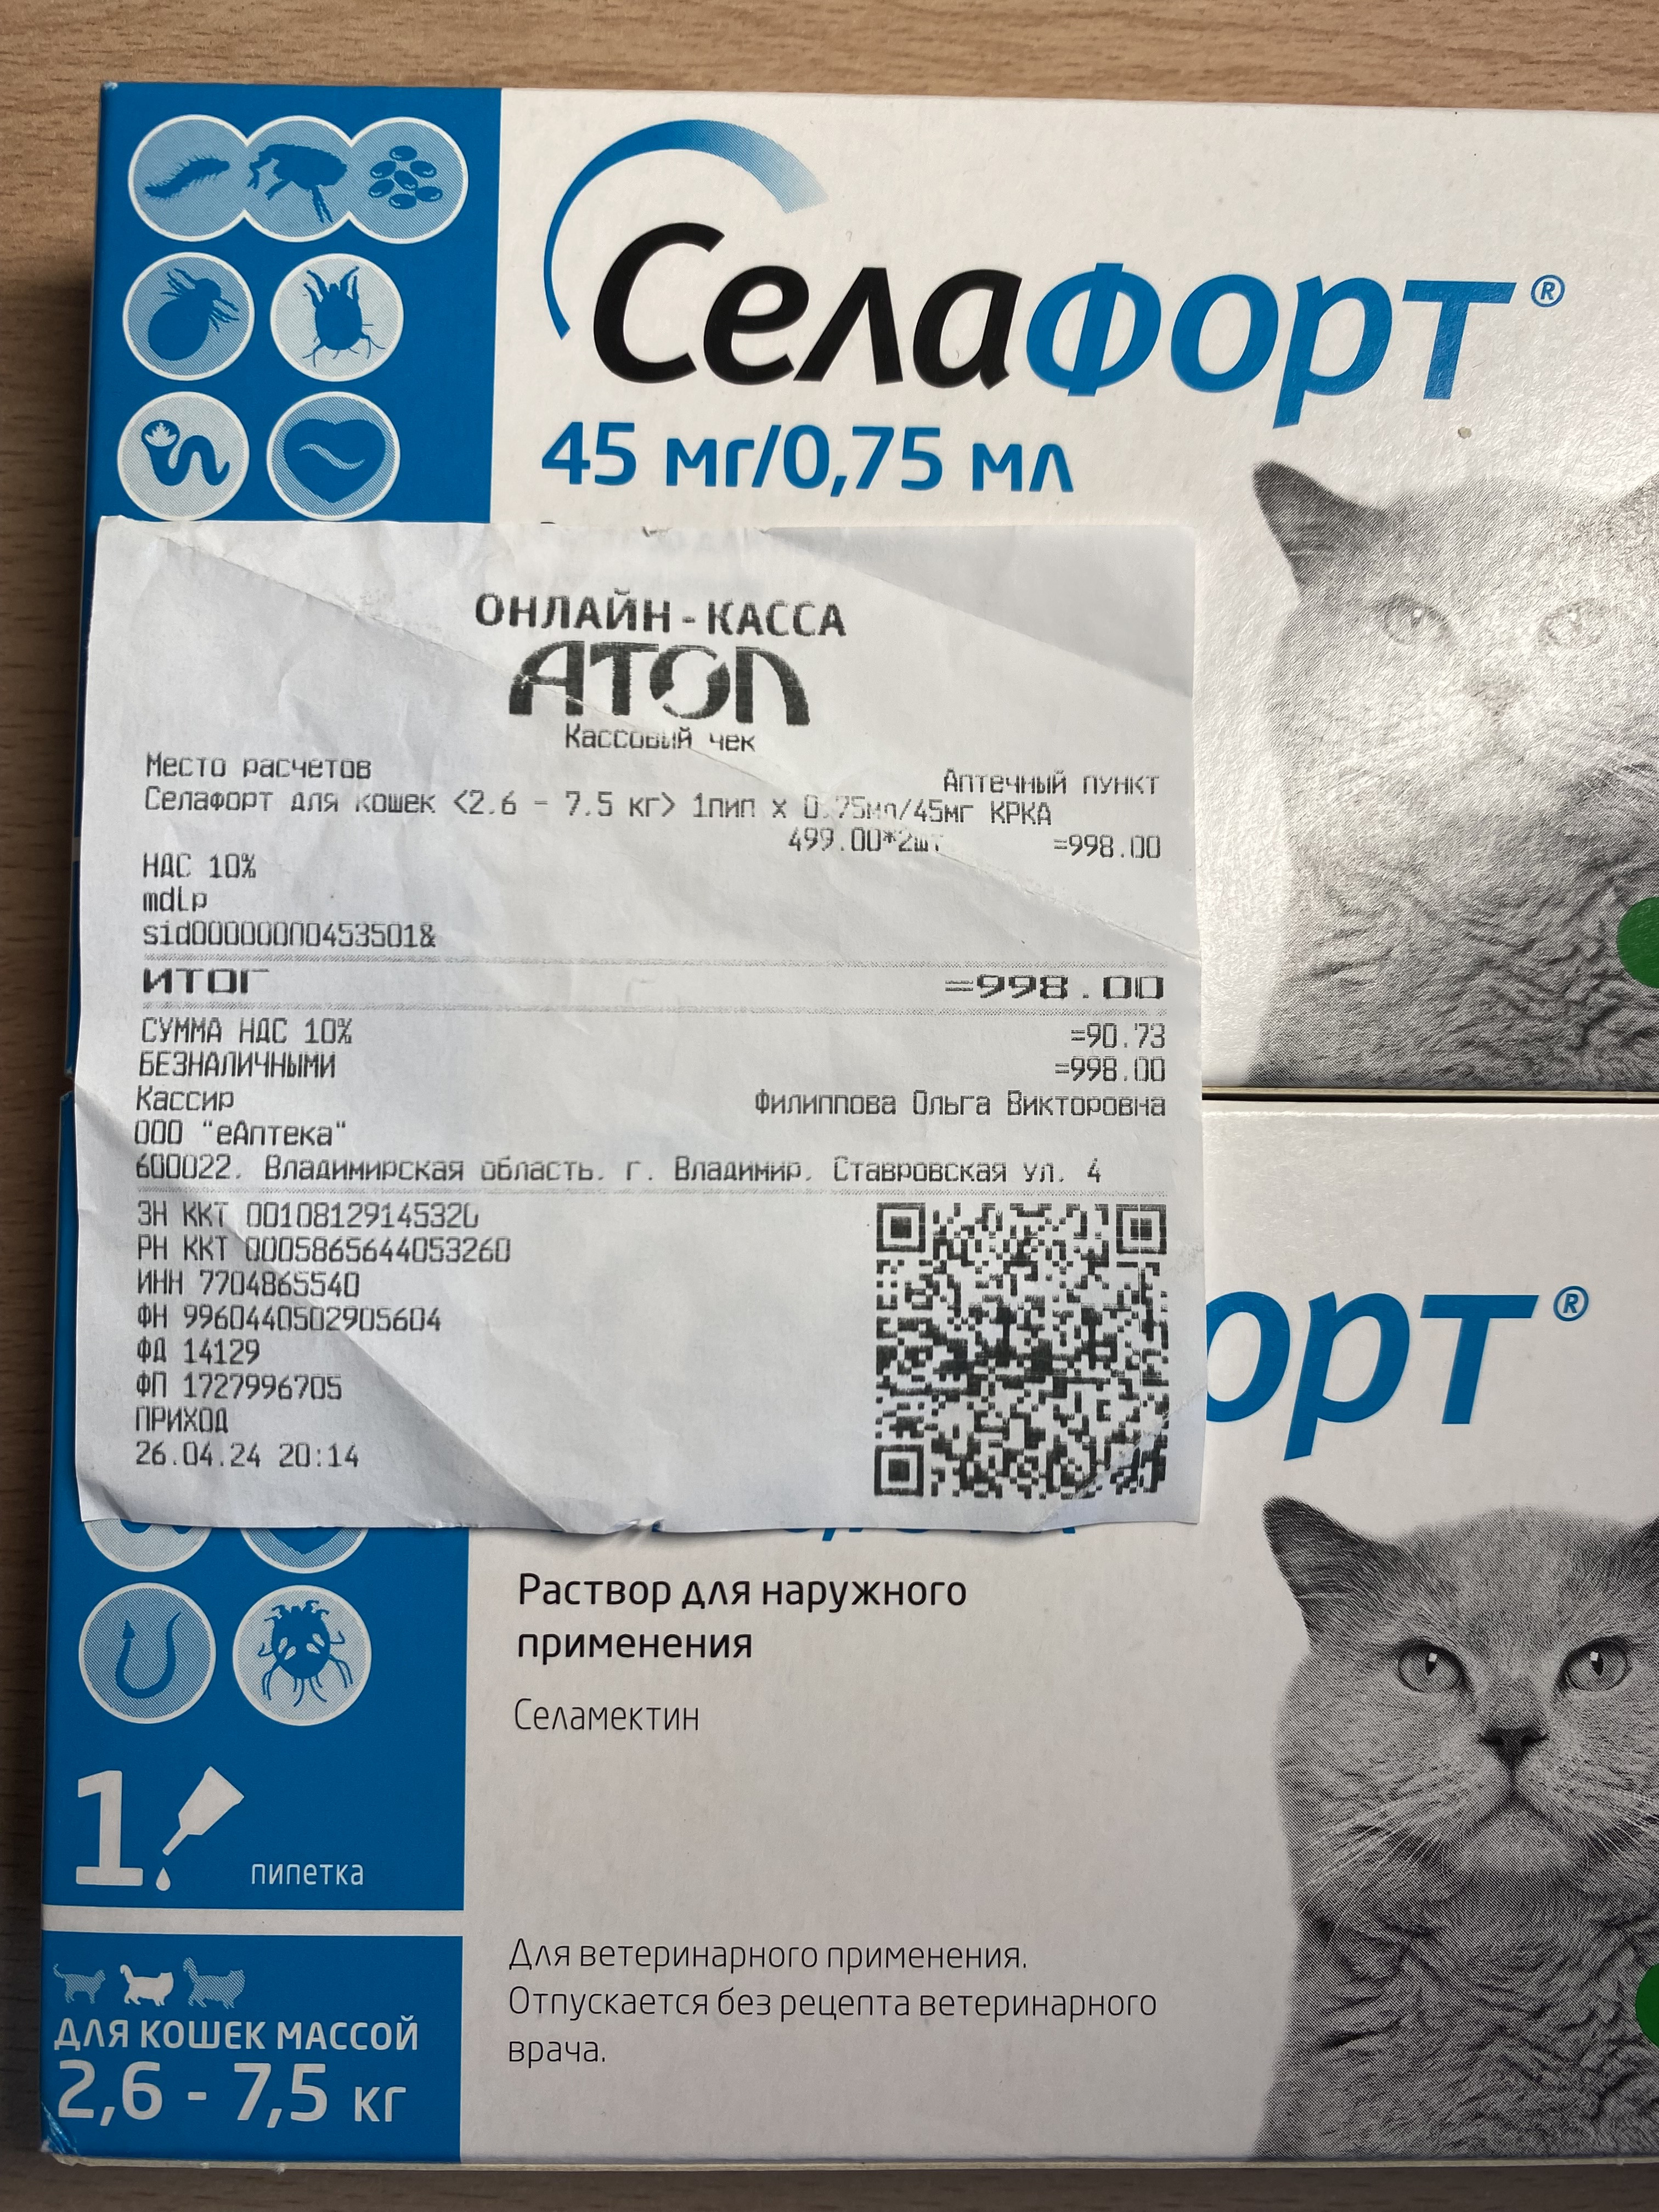 Селафорт®
45 мг/0,75 мл
ОНЛАЙН-КАССА
АТОЛ
Кассовый чек
Место расчетов Аптечный пункт
Селафорт для кошек <2.6 - 7.5 кг> 1пип x 0.75мл/45мг КРКА
499.00*2шт =998.00
НДС 10%
mdlp
sid000000000453501&
ИТОГ =998.00
СУММА НДС 10% =90.73
БЕЗНАЛИЧНЫМИ =998.00
Кассир Филиппова Ольга Викторовна
ООО "еАптека"
600022, Владимирская область, г. Владимир, Ставровская ул. 4
ЗН ККТ 00108129145320
РН ККТ 0005865644053260
ИНН 7704865540
ФН 9960440502905604
ФД 14129
ФП 1727996705
ПРИХОД
26.04.24 20:14
орт®
Раствор для наружного
применения
Селамектин
1 пипетка
Для ветеринарного применения.
Отпускается без рецепта ветеринарного
врача.
ДЛЯ КОШЕК МАССОЙ
2,6 - 7,5 кг